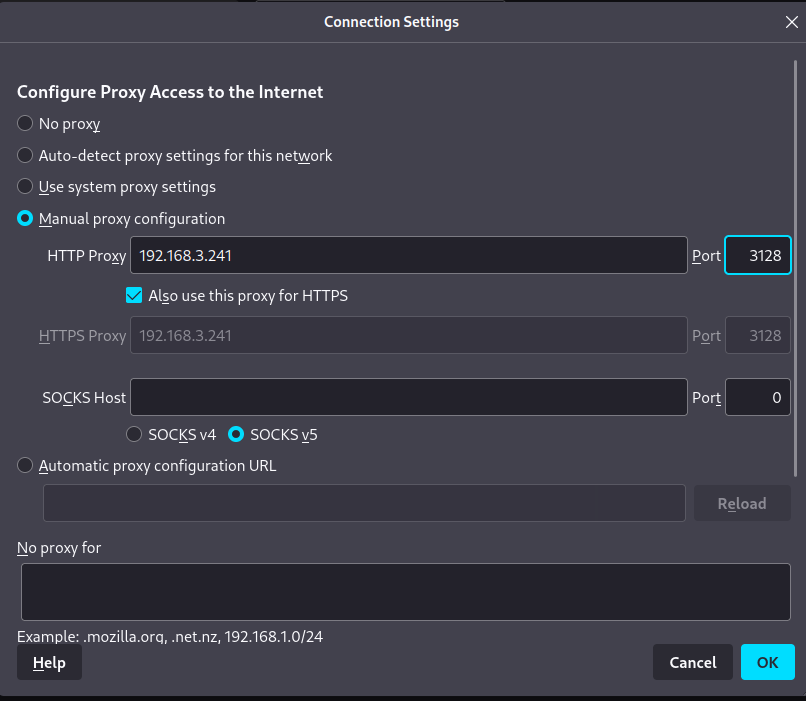 Connection Settings
Configure Proxy Access to the Internet
No proxy
Auto-detect proxy settings for this network
Use system proxy settings
Manual proxy configuration
HTTP Proxy 192.168.3.241 Port 3128
Also use this proxy for HTTPS
HTTPS Proxy 192.168.3.241 Port 3128
SOCKS Host Port 0
SOCKS v4 SOCKS v5
Automatic proxy configuration URL
Reload
No proxy for
Example: .mozilla.org, .net.nz, 192.168.1.0/24
Help Cancel OK